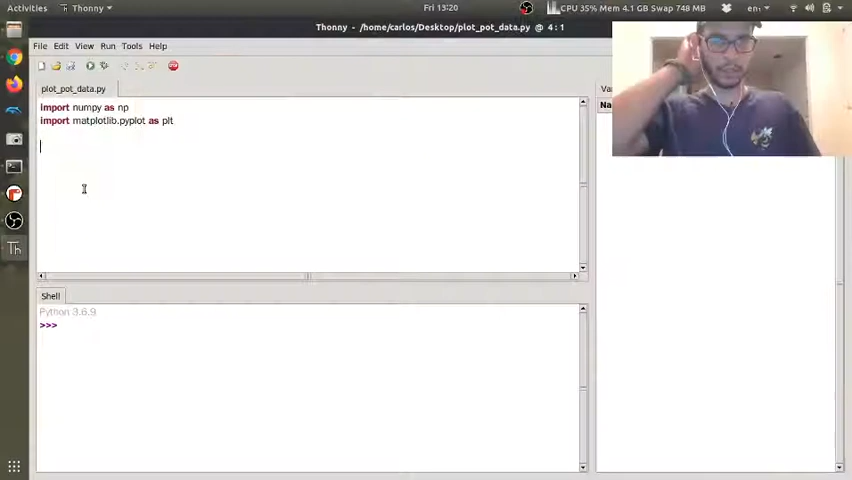 Activities Thonny Fri 13:20 CPU 35% Mem 4.1 GB Swap 748 MB en
Thonny - /home/carlos/Desktop/plot_pot_data.py @ 4 : 1
File Edit View Run Tools Help
plot_pot_data.py
import numpy as np
import matplotlib.pyplot as plt
Shell
Python 3.6.9
>>>
Th